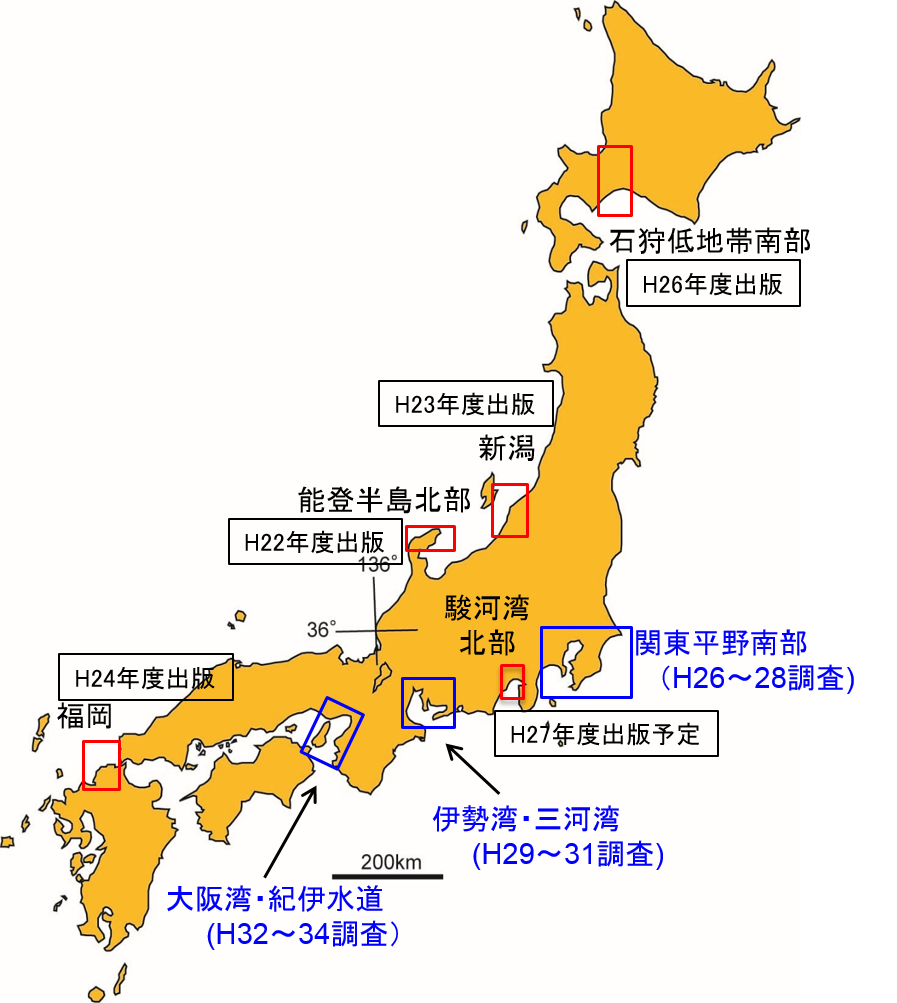 石狩低地帯南部
H26年度出版
H23年度出版
新潟
能登半島北部
H22年度出版
136°
36°
駿河湾
北部
関東平野南部
（H26～28調査)
H24年度出版
福岡
H27年度出版予定
伊勢湾・三河湾
(H29～31調査)
200km
大阪湾・紀伊水道
(H32～34調査）